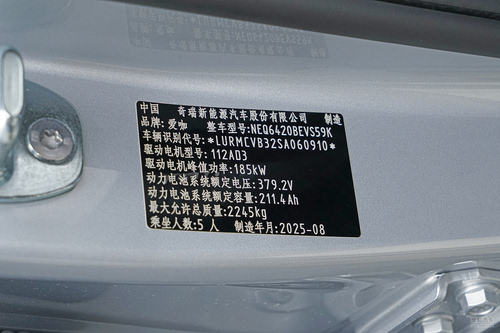 中国 奇瑞新能源汽车股份有限公司 制造
品牌: 爱咖 整车型号:NEQ6420BEVS59K
车辆识别代号:*LURMCVB32SA060910*
驱动电机型号:112AD3
驱动电机峰值功率:185kW
动力电池系统额定电压:379.2V
动力电池系统额定容量:211.4Ah
最大允许总质量:2245kg
乘坐人数:5 人 制造年月:2025-08